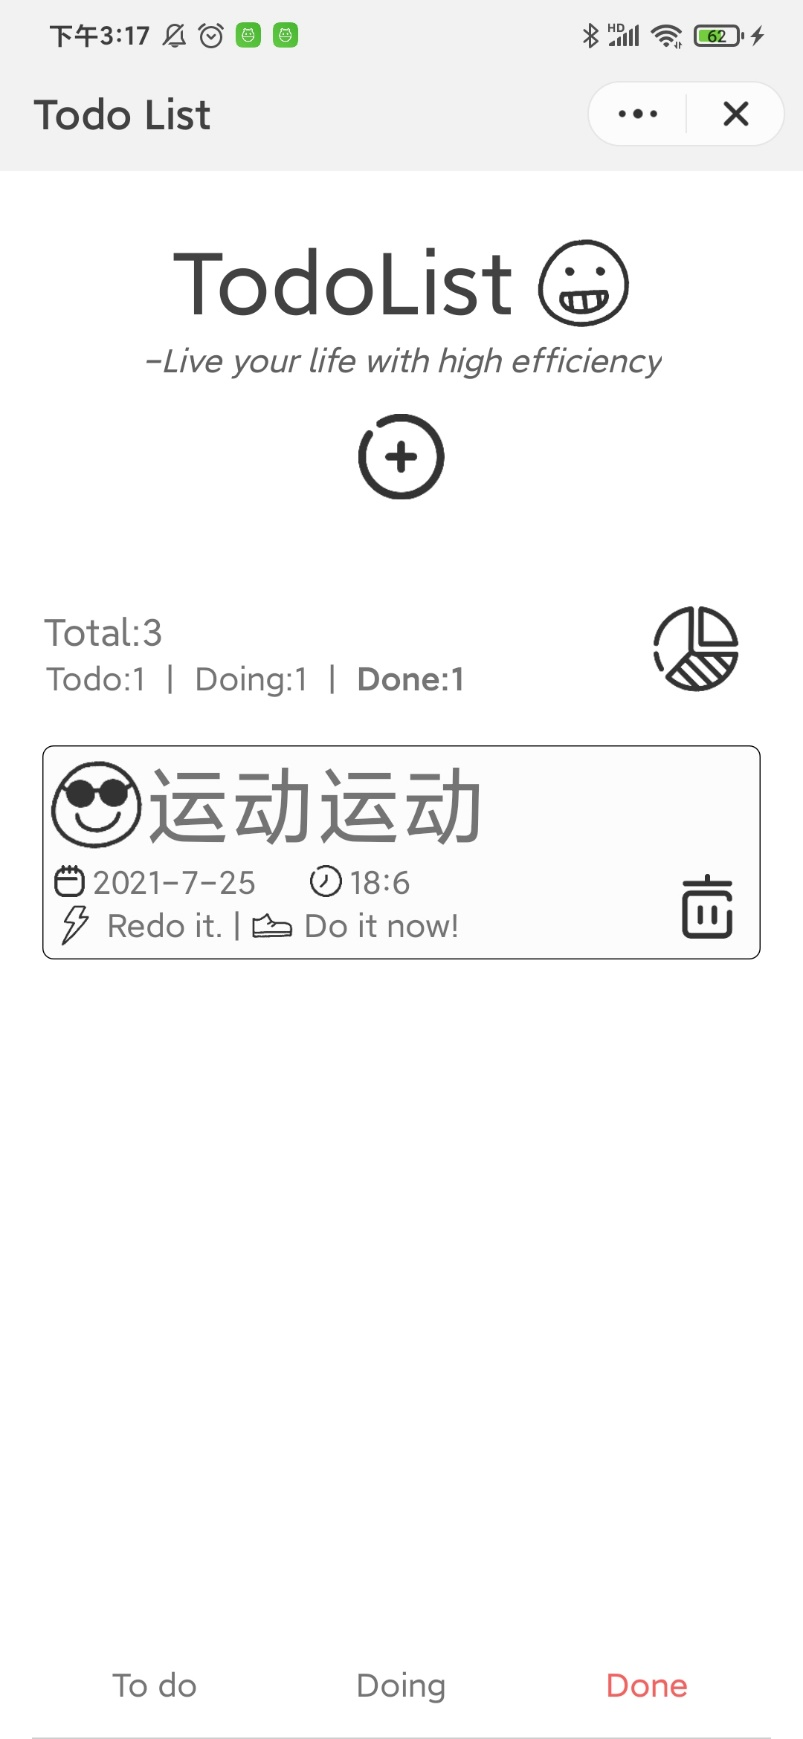 下午3:17 HD 62
Todo List
TodoList
-Live your life with high efficiency
Total:3
Todo:1 | Doing:1 | Done:1
运动运动
2021-7-25 18:6
Redo it. | Do it now!
To do Doing Done